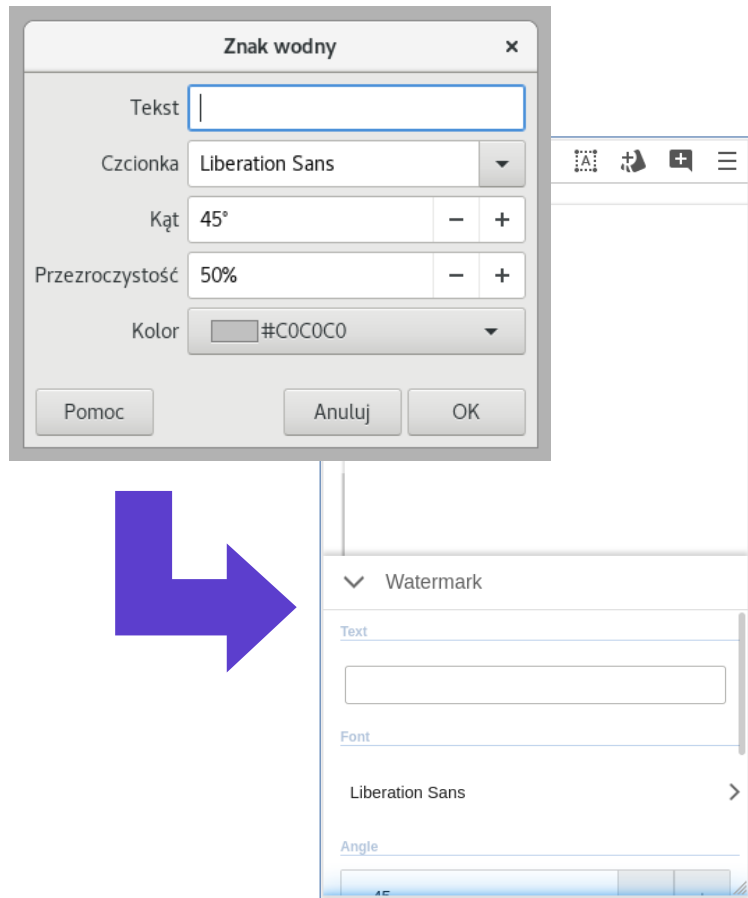 Znak wodny ×
Tekst
Czcionka Liberation Sans
Kąt 45° − +
Przezroczystość 50% − +
Kolor #C0C0C0
Pomoc Anuluj OK
A
Watermark
Text
Font
Liberation Sans
Angle
45